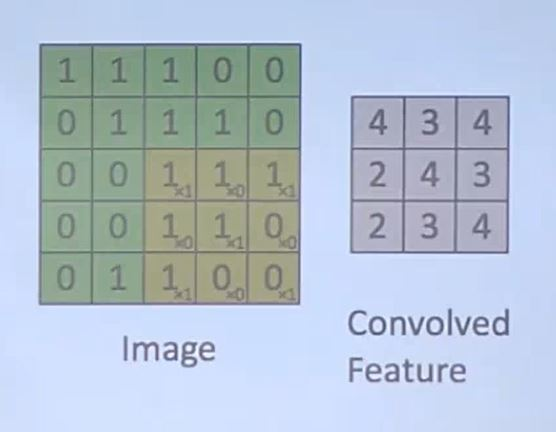 1 1 1 0 0
0 1 1 1 0
0 0 1×1 1×0 1×1
0 0 1×0 1×1 0×0
0 1 1×1 0×0 0×1
Image
4 3 4
2 4 3
2 3 4
Convolved
Feature